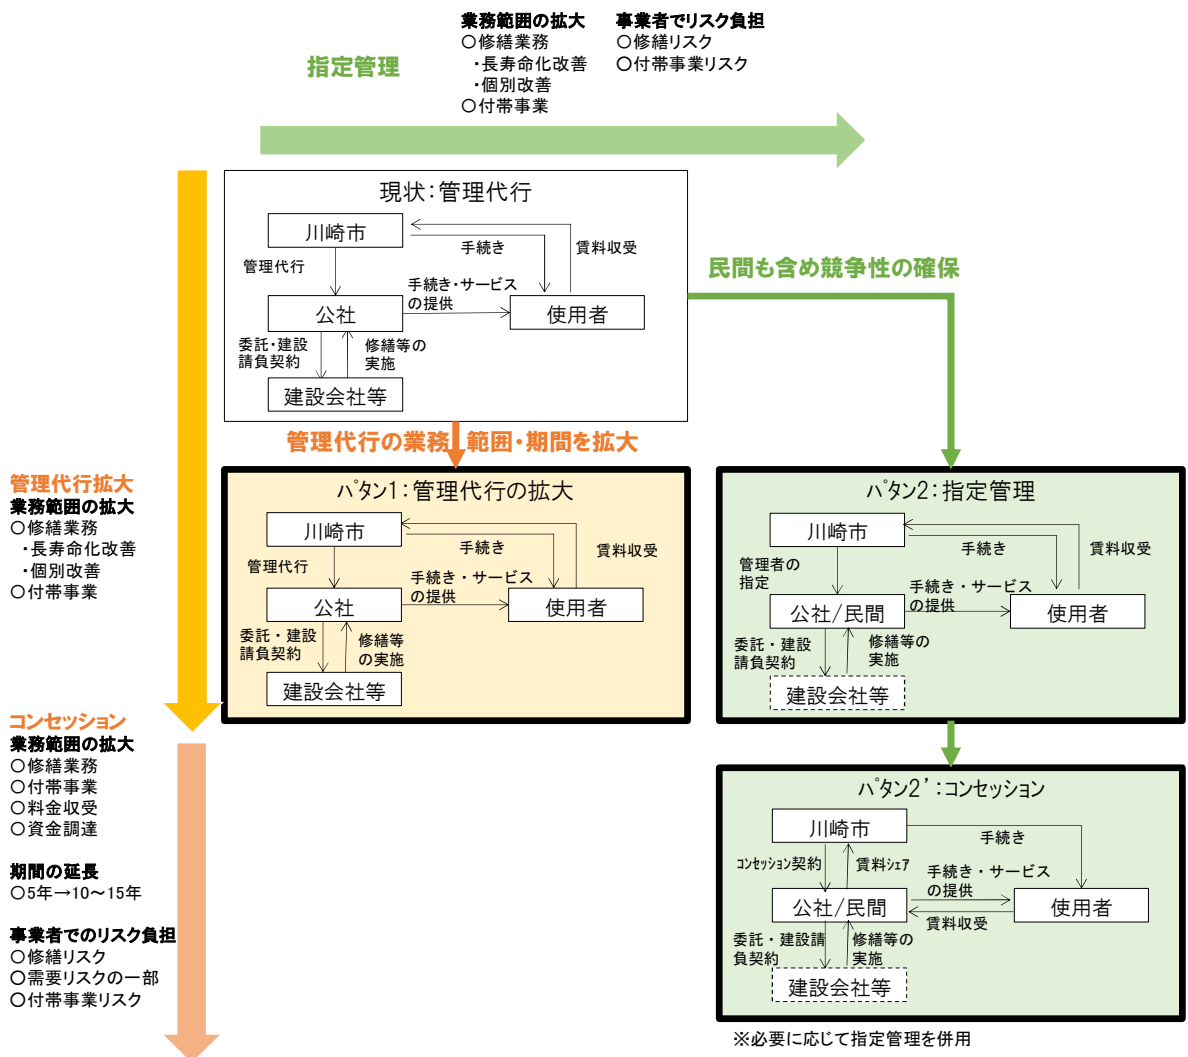 業務範囲の拡大
〇修繕業務
・長寿命化改善
・個別改善
〇付帯事業
事業者でリスク負担
〇修繕リスク
〇付帯事業リスク
指定管理
現状：管理代行
川崎市
手続き
賃料収受
管理代行
手続き・サービス
の提供
公社
使用者
委託・建設
請負契約
修繕等の
実施
建設会社等
民間も含め競争性の確保
管理代行の業務 範囲・期間を拡大
管理代行拡大
業務範囲の拡大
〇修繕業務
・長寿命化改善
・個別改善
〇付帯事業
パタン1：管理代行の拡大
川崎市
手続き
賃料収受
管理代行
手続き・サービス
の提供
公社
使用者
委託・建設
請負契約
修繕等
の実施
建設会社等
パタン2：指定管理
川崎市
手続き
賃料収受
管理者の
指定
手続き・サービス
の提供
公社/民間
使用者
委託・建設
請負契約
修繕等の
実施
建設会社等
コンセッション
業務範囲の拡大
〇修繕業務
〇付帯事業
〇料金収受
〇資金調達
期間の延長
〇5年→10～15年
事業者でのリスク負担
〇修繕リスク
〇需要リスクの一部
〇付帯事業リスク
パタン2’：コンセッション
川崎市
手続き
コンセッション契約
賃料シェア
手続き・サービス
の提供
公社/民間
使用者
賃料収受
委託・建設請
負契約
修繕等の
実施
建設会社等
※必要に応じて指定管理を併用